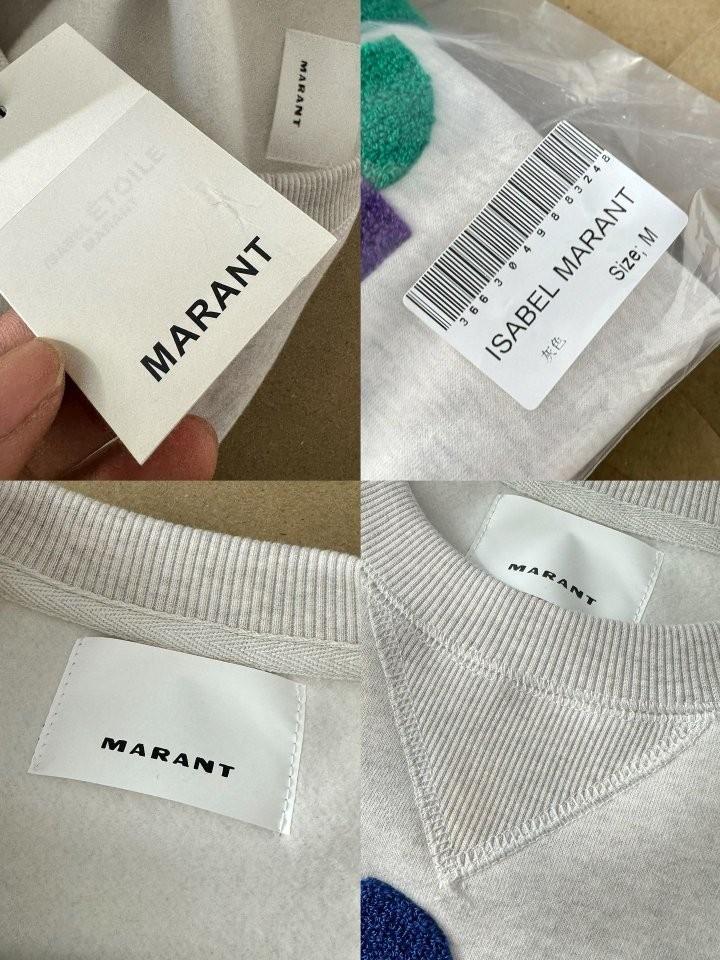 MARANT
MARANT
ISABEL ÉTOILE
MARANT
3663049883248
ISABEL MARANT
Size; M
灰色
MARANT
MARANT